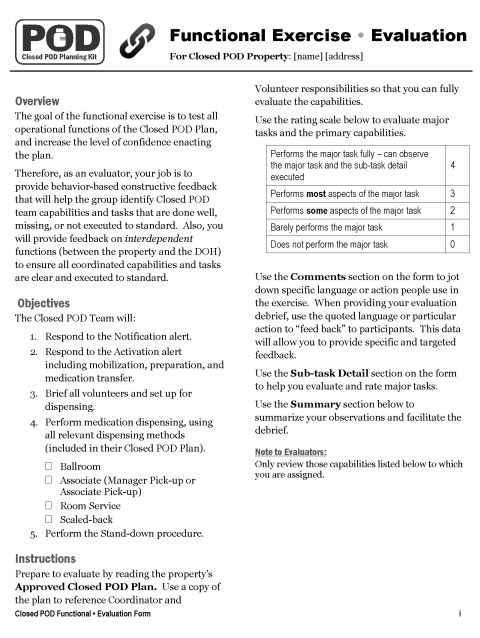 POD
Closed POD Planning Kit
Functional Exercise • Evaluation
For Closed POD Property: [name] [address]
Overview
The goal of the functional exercise is to test all
operational functions of the Closed POD Plan,
and increase the level of confidence enacting
the plan.
Therefore, as an evaluator, your job is to
provide behavior-based constructive feedback
that will help the group identify Closed POD
team capabilities and tasks that are done well,
missing, or not executed to standard.  Also, you
will provide feedback on interdependent
functions (between the property and the DOH)
to ensure all coordinated capabilities and tasks
are clear and executed to standard.
Objectives
The Closed POD Team will:
1. Respond to the Notification alert.
2. Respond to the Activation alert
including mobilization, preparation, and
medication transfer.
3. Brief all volunteers and set up for
dispensing.
4. Perform medication dispensing, using
all relevant dispensing methods
(included in their Closed POD Plan).
☐ Ballroom
☐ Associate (Manager Pick-up or
Associate Pick-up)
☐ Room Service
☐ Scaled-back
5. Perform the Stand-down procedure.
Instructions
Prepare to evaluate by reading the property's
Approved Closed POD Plan.  Use a copy of
the plan to reference Coordinator and
Volunteer responsibilities so that you can fully
evaluate the capabilities.
Use the rating scale below to evaluate major
tasks and the primary capabilities.
Performs the major task fully – can observe
the major task and the sub-task detail 4
executed
Performs most aspects of the major task 3
Performs some aspects of the major task 2
Barely performs the major task 1
Does not perform the major task 0
Use the Comments section on the form to jot
down specific language or action people use in
the exercise.  When providing your evaluation
debrief, use the quoted language or particular
action to "feed back" to participants.  This data
will allow you to provide specific and targeted
feedback.
Use the Sub-task Detail section on the form
to help you evaluate and rate major tasks.
Use the Summary section below to
summarize your observations and facilitate the
debrief.
Note to Evaluators:
Only review those capabilities listed below to which
you are assigned.
Closed POD Functional • Evaluation Form i